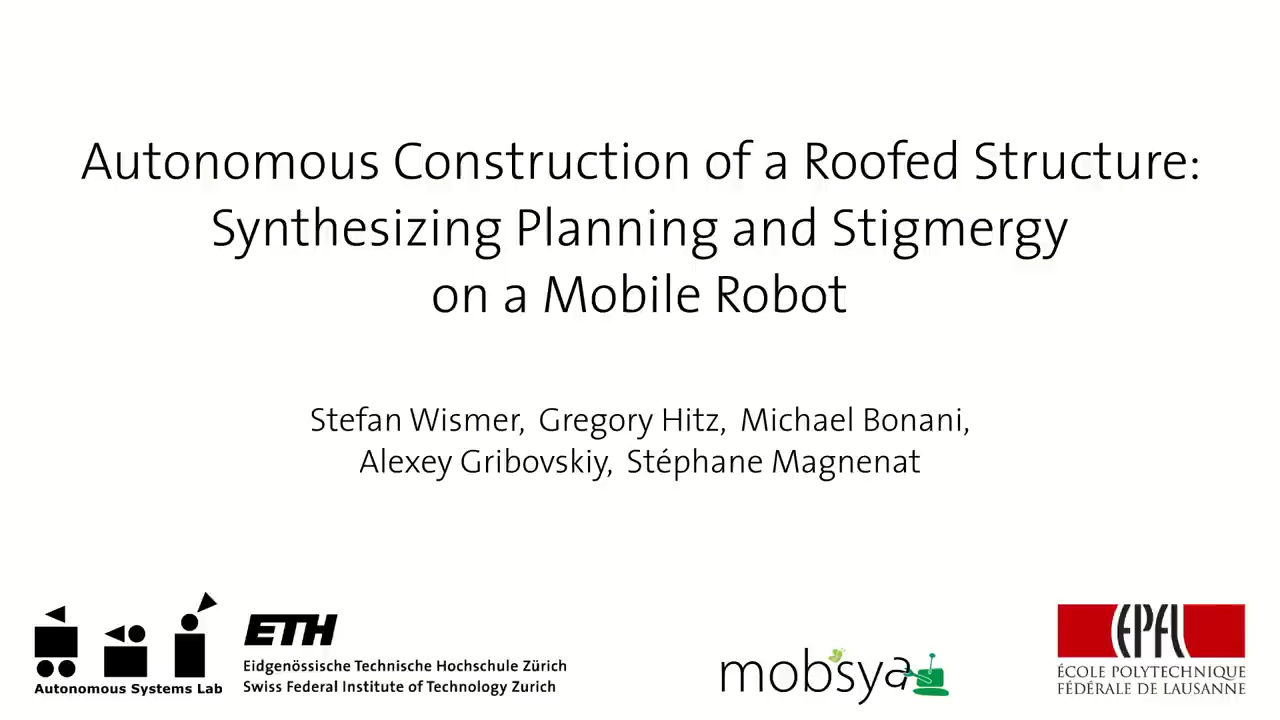 Autonomous Construction of a Roofed Structure:
Synthesizing Planning and Stigmergy
on a Mobile Robot
Stefan Wismer, Gregory Hitz, Michael Bonani,
Alexey Gribovskiy, Stéphane Magnenat
Autonomous Systems Lab
ETH
Eidgenössische Technische Hochschule Zürich
Swiss Federal Institute of Technology Zurich
mobsya
EPFL
ÉCOLE POLYTECHNIQUE
FÉDÉRALE DE LAUSANNE